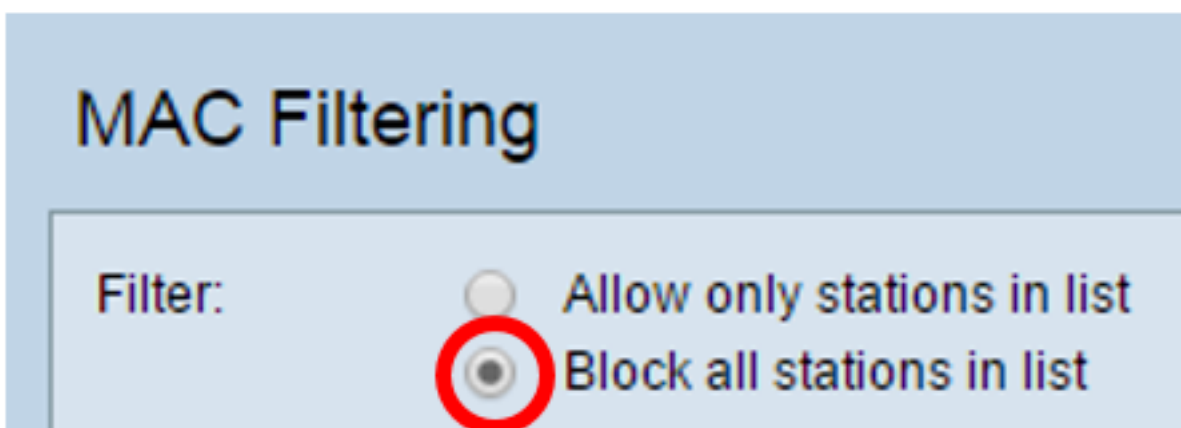 MAC Filtering
Filter: Allow only stations in list
Block all stations in list